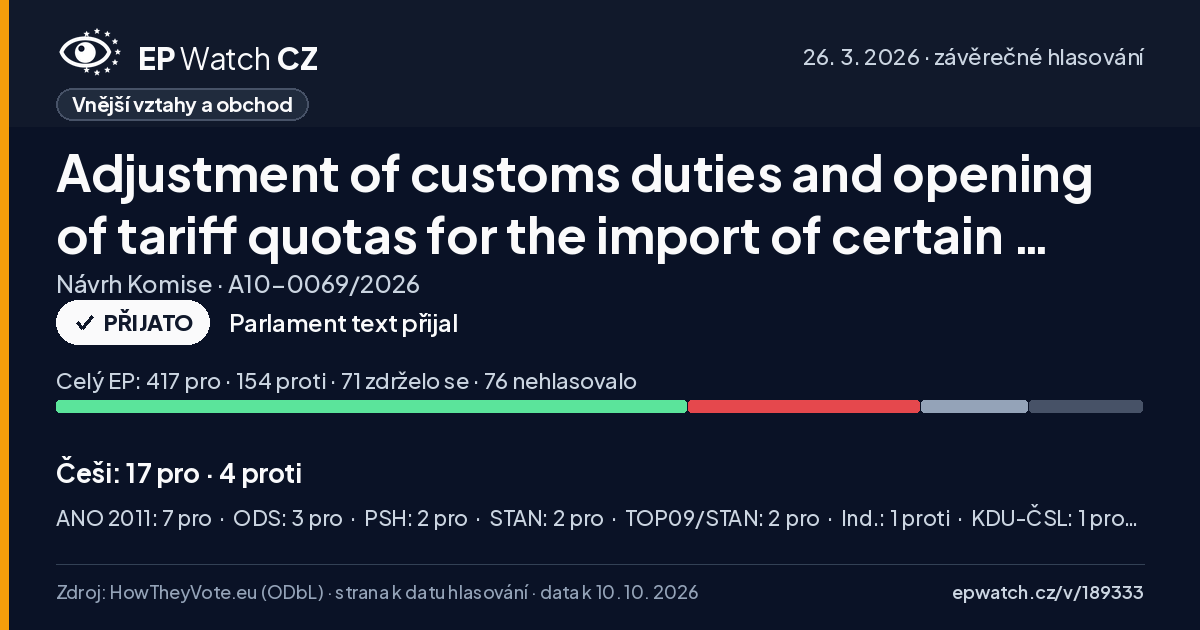 EP Watch CZ
26. 3. 2026 · závěrečné hlasování
Vnější vztahy a obchod
Adjustment of customs duties and opening
of tariff quotas for the import of certain …
Návrh Komise · A10-0069/2026
✓ PŘIJATO Parlament text přijal
Celý EP: 417 pro · 154 proti · 71 zdrželo se · 76 nehlasovalo
Češi: 17 pro · 4 proti
ANO 2011: 7 pro · ODS: 3 pro · PSH: 2 pro · STAN: 2 pro · TOP09/STAN: 2 pro · Ind.: 1 proti · KDU-ČSL: 1 pro…
Zdroj: HowTheyVote.eu (ODbL) · strana k datu hlasování · data k 10. 10. 2026
epwatch.cz/v/189333